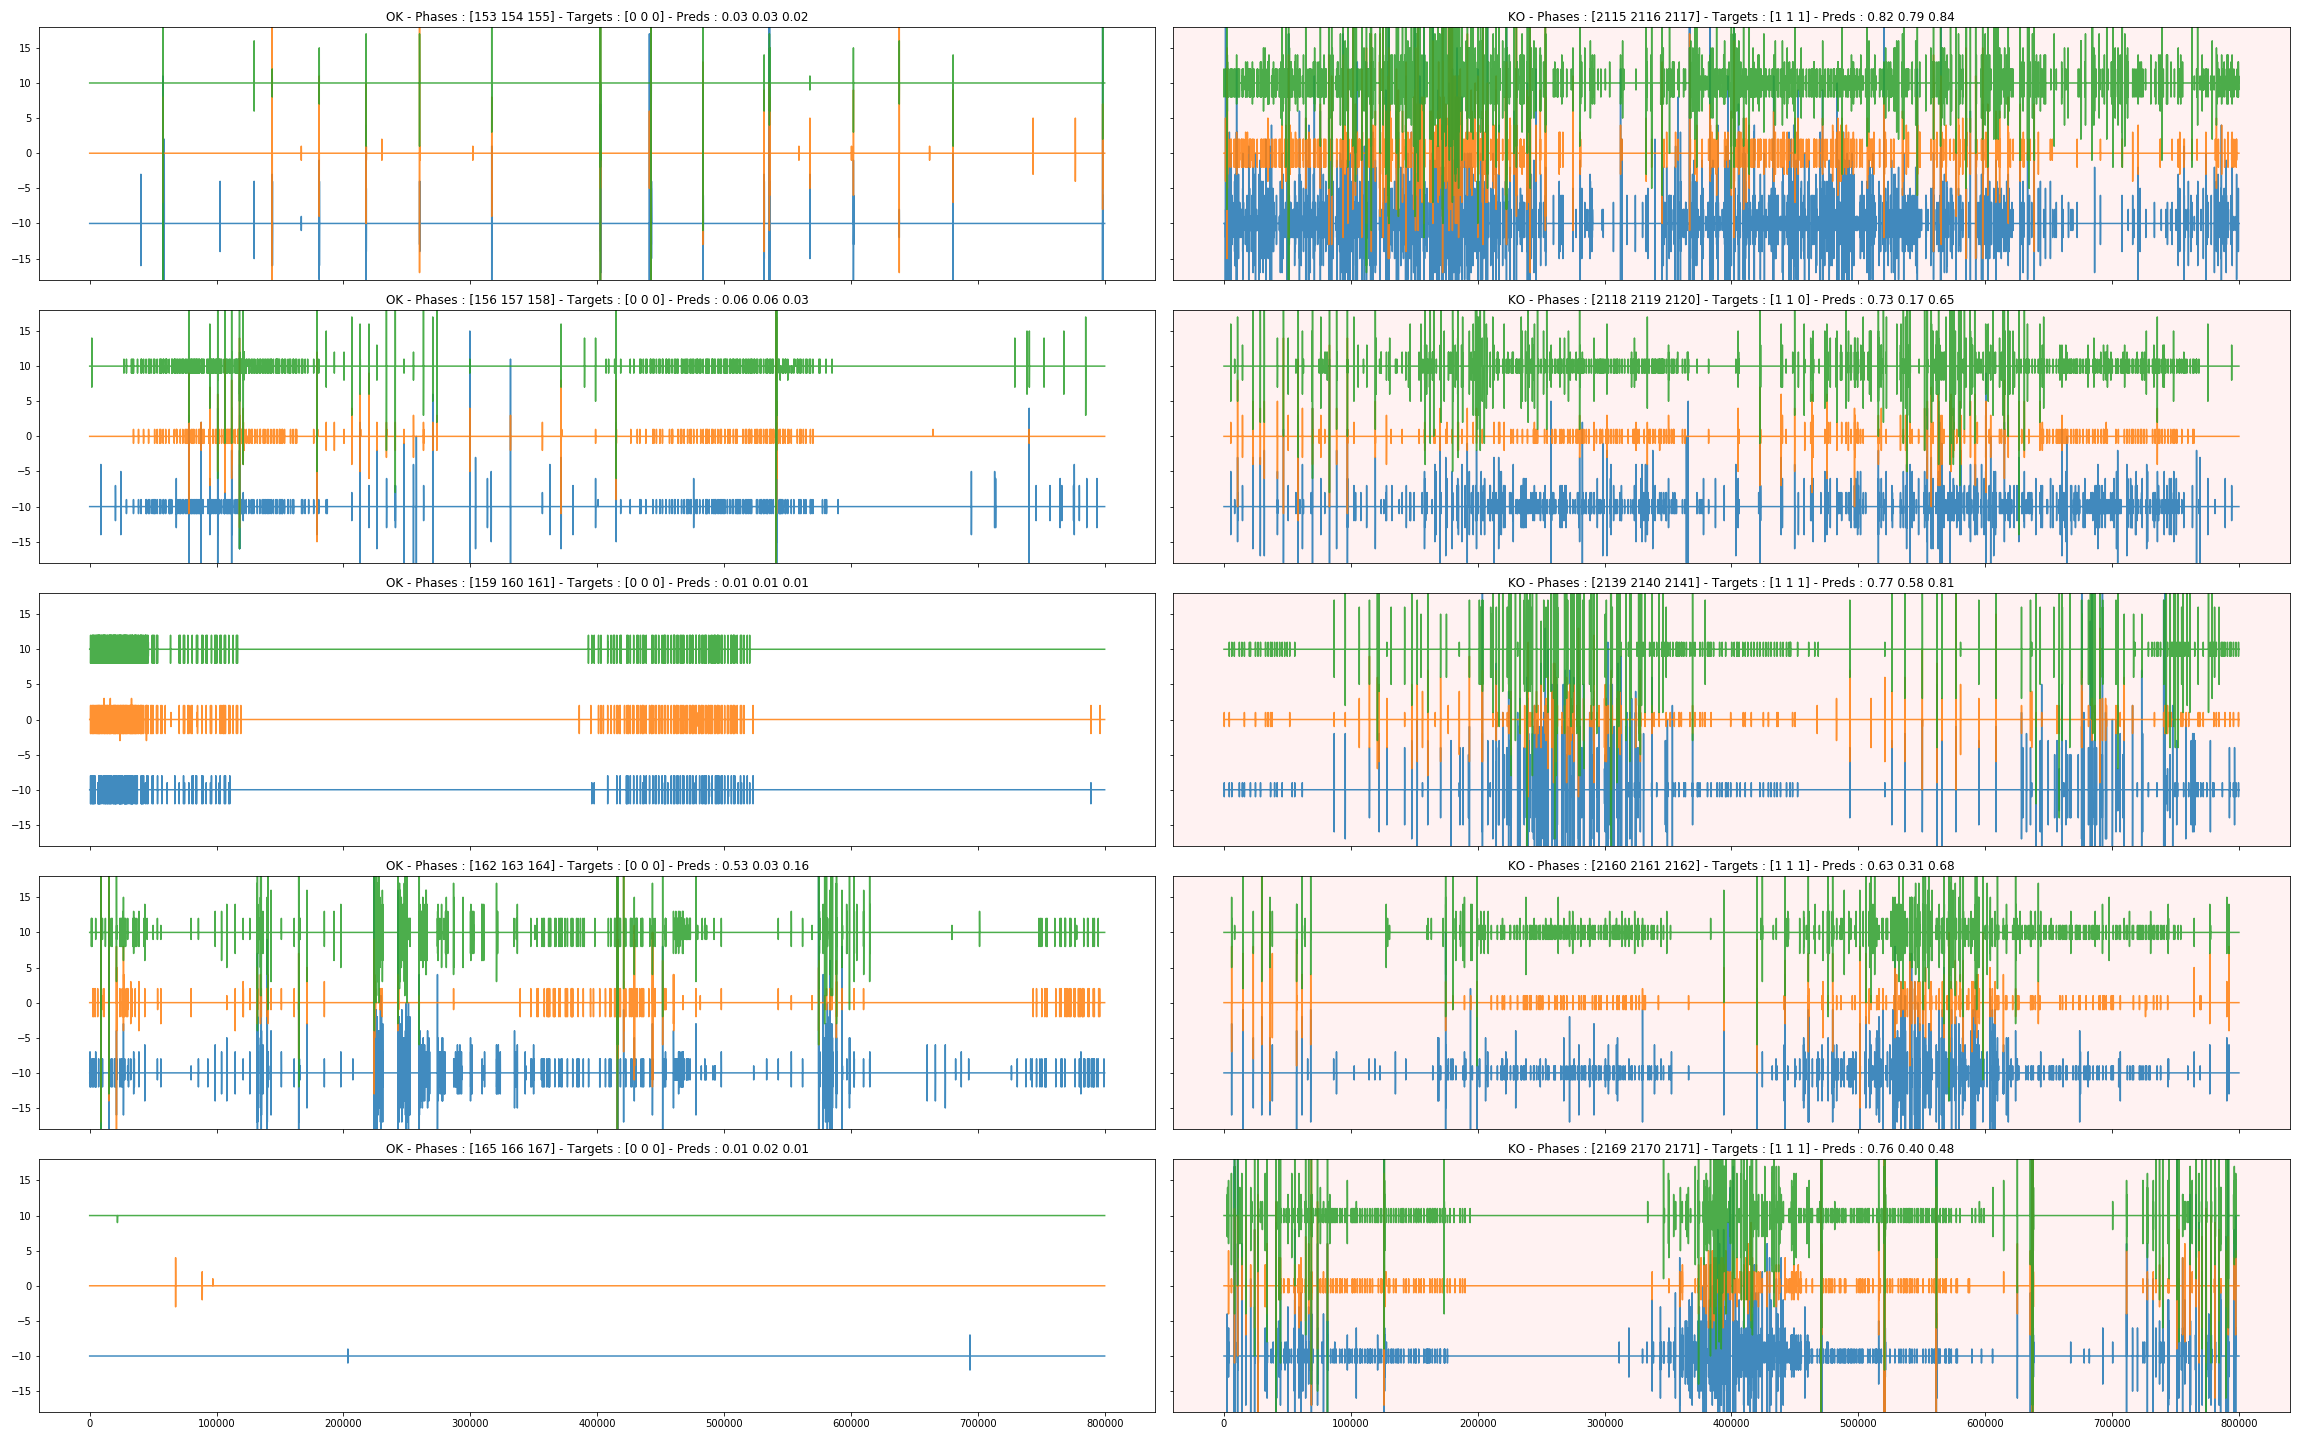 OK - Phases : [153 154 155] - Targets : [0 0 0] - Preds : 0.03 0.03 0.02
KO - Phases : [2115 2116 2117] - Targets : [1 1 1] - Preds : 0.82 0.79 0.84
15
10
5
0
−5
−10
−15
OK - Phases : [156 157 158] - Targets : [0 0 0] - Preds : 0.06 0.06 0.03
KO - Phases : [2118 2119 2120] - Targets : [1 1 0] - Preds : 0.73 0.17 0.65
15
10
5
0
−5
−10
−15
OK - Phases : [159 160 161] - Targets : [0 0 0] - Preds : 0.01 0.01 0.01
KO - Phases : [2139 2140 2141] - Targets : [1 1 1] - Preds : 0.77 0.58 0.81
15
10
5
0
−5
−10
−15
OK - Phases : [162 163 164] - Targets : [0 0 0] - Preds : 0.53 0.03 0.16
KO - Phases : [2160 2161 2162] - Targets : [1 1 1] - Preds : 0.63 0.31 0.68
15
10
5
0
−5
−10
−15
OK - Phases : [165 166 167] - Targets : [0 0 0] - Preds : 0.01 0.02 0.01
KO - Phases : [2169 2170 2171] - Targets : [1 1 1] - Preds : 0.76 0.40 0.48
15
10
5
0
−5
−10
−15
0 100000 200000 300000 400000 500000 600000 700000 800000
0 100000 200000 300000 400000 500000 600000 700000 800000